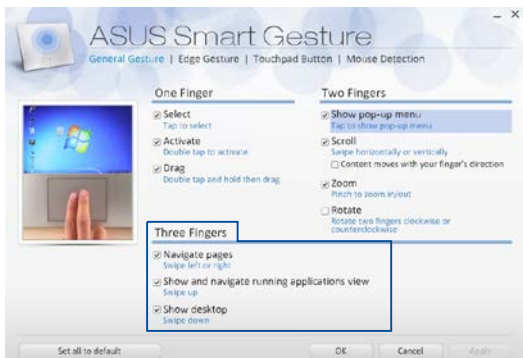 ASUS Smart Gesture
General Gesture | Edge Gesture | Touchpad Button | Mouse Detection
One Finger
Select
Tap to select
Activate
Double tap to activate
Drag
Double tap and hold then drag
Two Fingers
Show pop-up menu
Tap to show pop-up menu
Scroll
Swipe horizontally or vertically
Content moves with your finger's direction
Zoom
Pinch to zoom in/out
Rotate
Rotate two fingers clockwise or
counterclockwise
Three Fingers
Navigate pages
Swipe left or right
Show and navigate running applications view
Swipe up
Show desktop
Swipe down
Set all to default
OK
Cancel
Apply